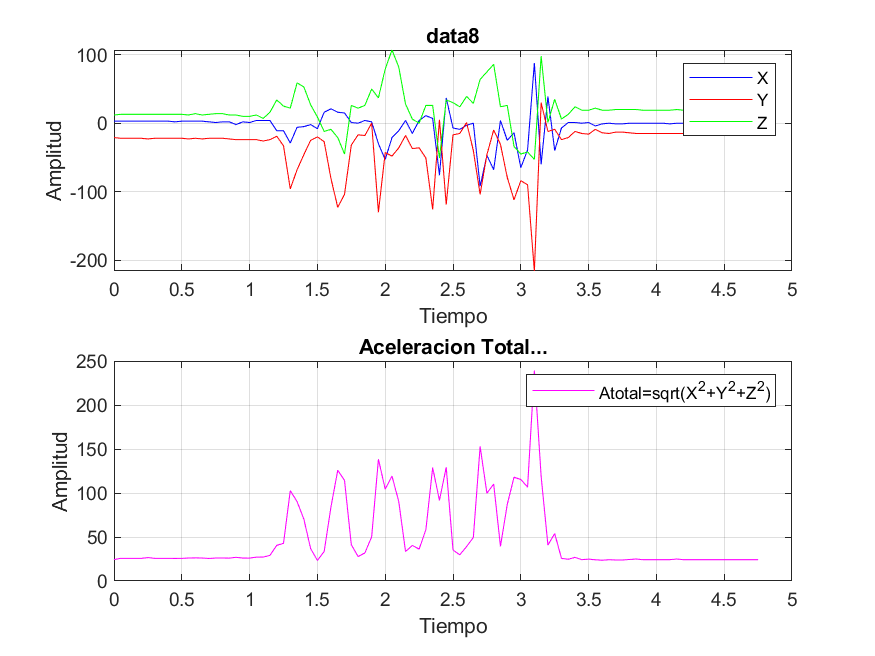 data8
100
0
-100
-200
Amplitud
X
Y
Z
0 0.5 1 1.5 2 2.5 3 3.5 4 4.5 5
Tiempo
Aceleracion Total...
250
200
150
100
50
0
Amplitud
Atotal=sqrt(X²+Y²+Z²)
0 0.5 1 1.5 2 2.5 3 3.5 4 4.5 5
Tiempo